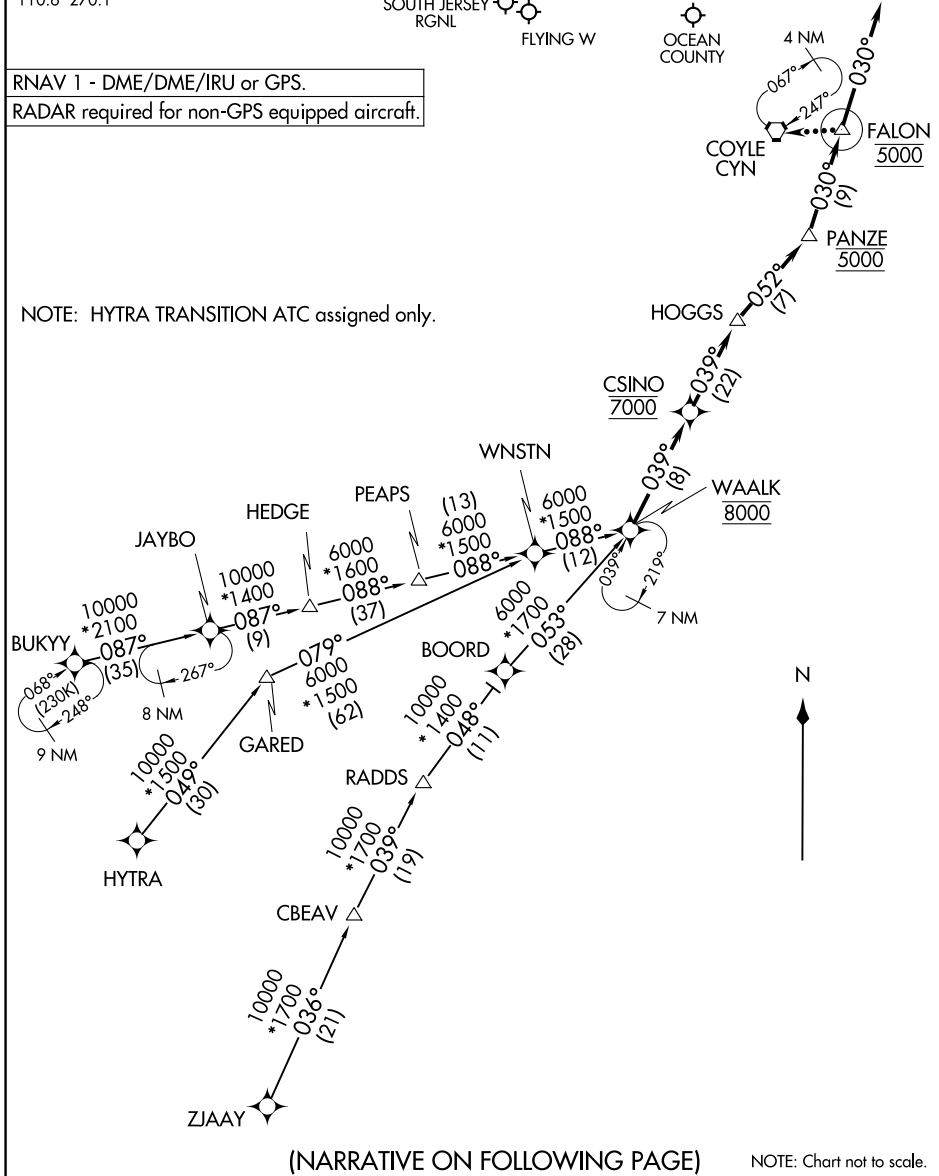 SOUTH JERSEY
RGNL
FLYING W
OCEAN
COUNTY
4 NM
067°
247°
030°
RNAV 1 - DME/DME/IRU or GPS.
RADAR required for non-GPS equipped aircraft.
COYLE
CYN
FALON
5000
030°
(9)
PANZE
5000
052°
(7)
NOTE: HYTRA TRANSITION ATC assigned only.
HOGGS
039°
(22)
CSINO
7000
039°
(8)
WAALK
8000
039°
219°
7 NM
WNSTN
6000
*1500
088°
(12)
PEAPS
(13)
6000
*1500
088°
HEDGE
6000
*1600
088°
(37)
JAYBO
10000
*1400
087°
(9)
267°
8 NM
BUKYY
10000
*2100
087°
(35)
068°
(230K)
248°
9 NM
079°
6000
*1500
(62)
GARED
10000
*1500
049°
(30)
HYTRA
BOORD
6000
*1700
053°
(28)
10000
*1400
048°
(11)
RADDS
10000
*1700
039°
(19)
CBEAV
10000
*1700
036°
(21)
ZJAAY
N
(NARRATIVE ON FOLLOWING PAGE)
NOTE: Chart not to scale.